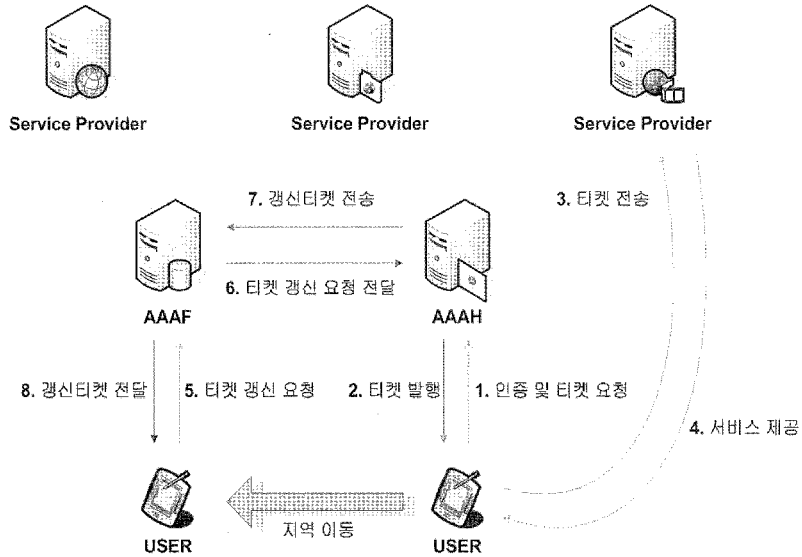 Service Provider
Service Provider
Service Provider
7. 갱신티켓 전송
3. 티켓 전송
6. 티켓 갱신 요청 전달
AAAF
AAAH
8. 갱신티켓 전달
5. 티켓 갱신 요청
2. 티켓 발행
1. 인증 및 티켓 요청
4. 서비스 제공
지역 이동
USER
USER